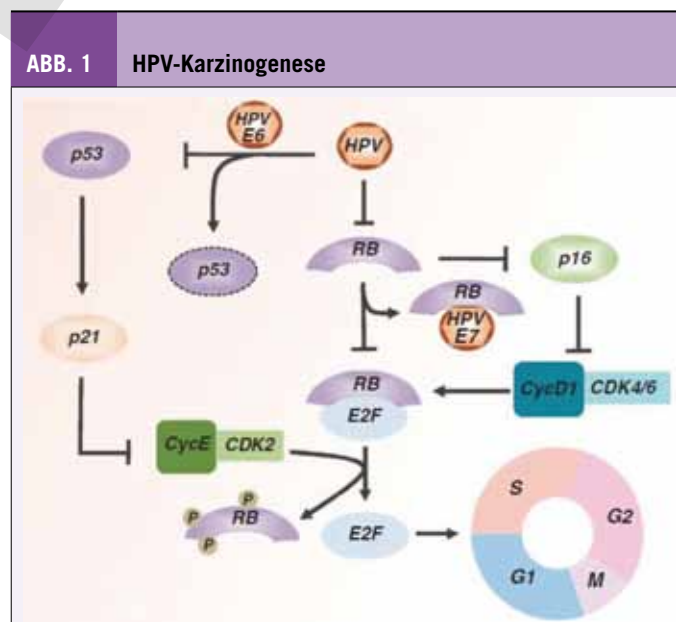 ABB. 1 HPV-Karzinogenese
HPV
E6
p53
HPV
p53
RB
p16
RB
HPV
E7
p21
RB
E2F
CycD1 CDK4/6
CycE CDK2
P
P
P
RB
E2F
S
G2
G1
M